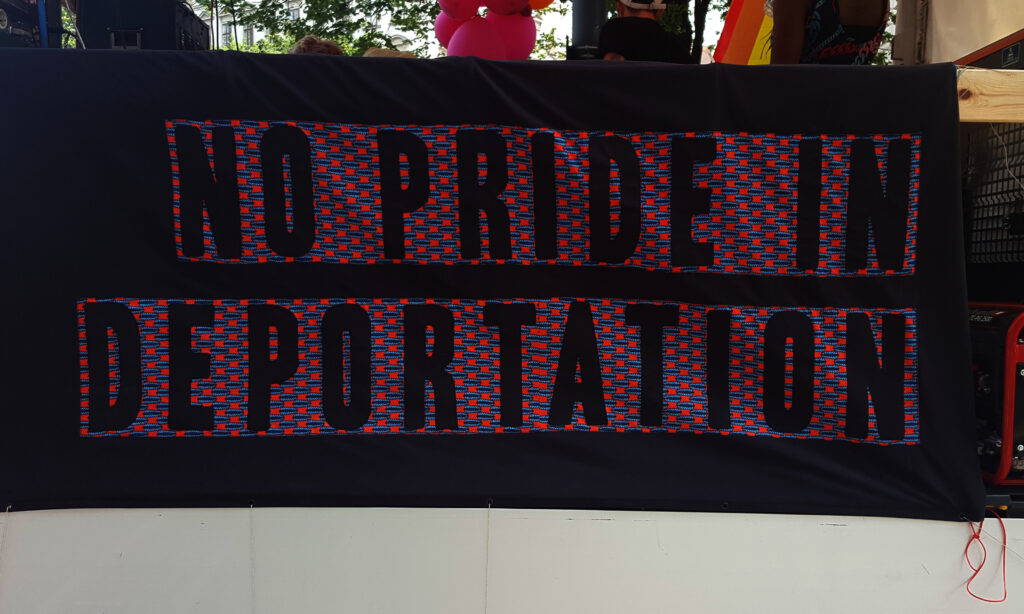 NO PRIDE IN
DEPORTATION